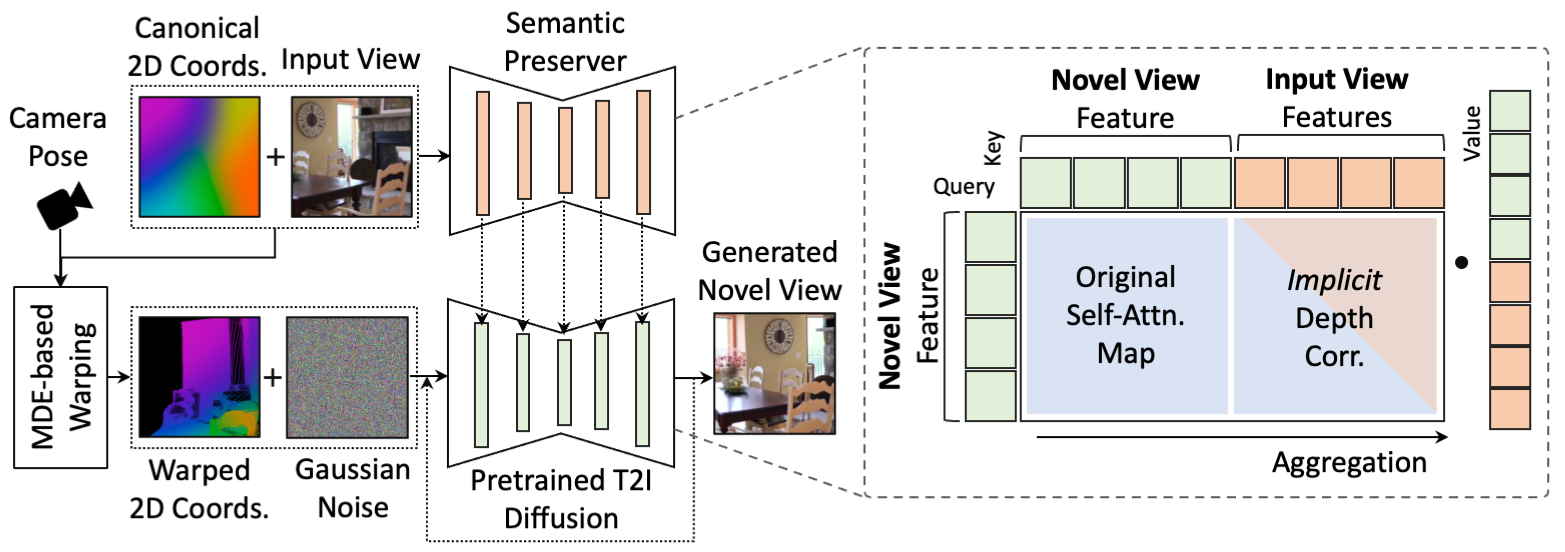 Canonical
2D Coords.
Input View
Semantic
Preserver
Camera
Pose
MDE-based
Warping
Warped
2D Coords.
Gaussian
Noise
Pretrained T2I
Diffusion
Generated
Novel View
Novel View
Feature
Input View
Features
Key
Query
Value
Novel View
Feature
Original
Self-Attn.
Map
Implicit
Depth
Corr.
Aggregation